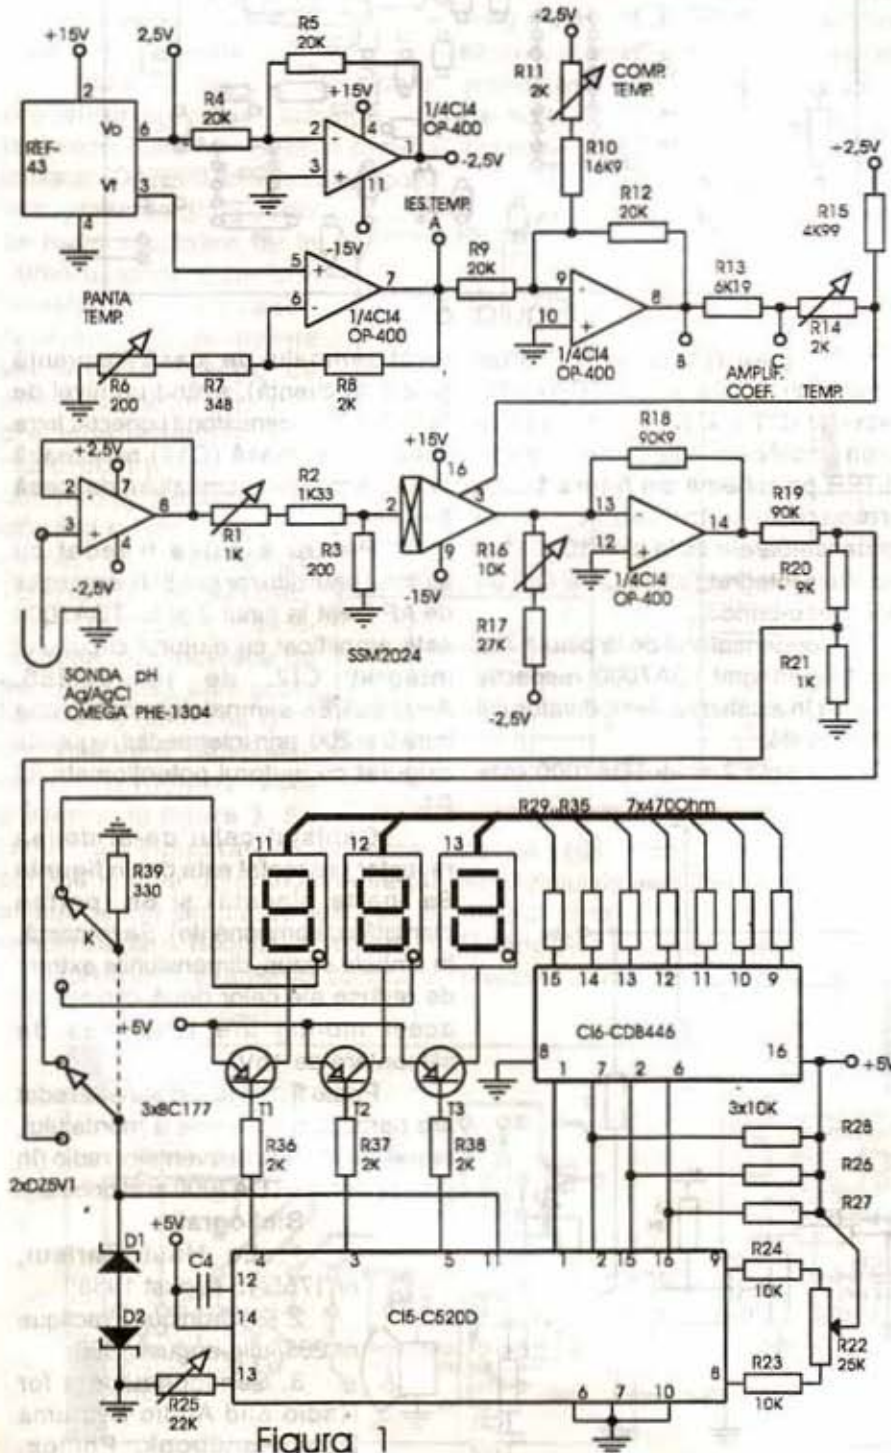 +15V
2,5V
R5
20K
-2,5V
R4
20K
+15V
1/4CI4
OP-400
R11
2K
COMP.
TEMP.
2
Vo
6
REF-
43
Vf
3
4
2
3
4
11
1
-2,5V
R10
16K9
+2,5V
-15V
IES.TEMP.
A
R9
20K
R12
20K
R15
4K99
PANTA
TEMP.
5
6
7
1/4CI4
OP-400
9
10
8
1/4CI4
OP-400
R13
6K19
R14
2K
B
C
AMPLIF.
COEF. TEMP.
R6
200
R7
348
R8
2K
+2,5V
2
3
7
4
8
-2,5V
R1
1K
R2
1K33
R3
200
+15V
16
2
3
9
-15V
SSM2024
R18
90K9
13
12
14
1/4CI4
OP-400
R16
10K
R17
27K
-2,5V
R19
90K
R20
9K
R21
1K
SONDA pH
Ag/AgCl
OMEGA PHE-1304
R29...R35 7x470Ohm
11
12
13
R39
330
K
15
14
13
12
11
10
9
CI6-CDB446
8
1
7
2
6
16
+5V
+5V
3xBC177
T1
T2
T3
3x10K
R28
R26
R27
R36
2K
R37
2K
R38
2K
2xDZ5V1
D1
D2
+5V
C4
4
3
5
11
1
2
15
16
9
12
14
13
CI5-C520D
8
6
7
10
R24
10K
R22
25K
R23
10K
R25
22K
Figura 1